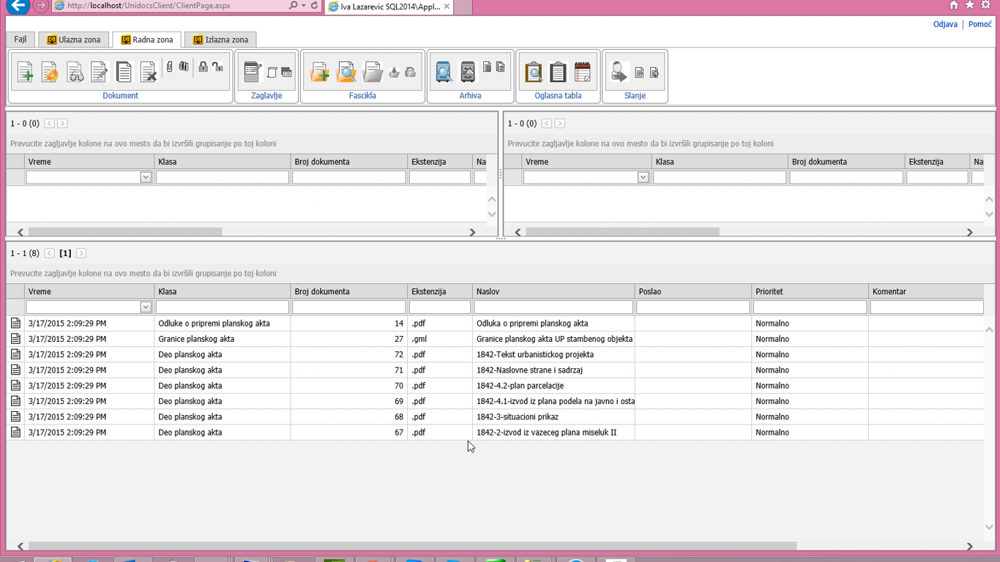 http://localhost/UnidocsClient/ClientPage.aspx
Iva Lazarevic SQL2014\Appl...
Odjava | Pomoć
Fajl Ulazna zona Radna zona Izlazna zona
Dokument Zaglavlje Fascikla Arhiva Oglasna tabla Slanje
1 - 0 (0) < >
Prevucite zagljavlje kolone na ovo mesto da bi izvršili grupisanje po toj koloni
Vreme Klasa Broj dokumenta Ekstenzija Na
1 - 0 (0) < >
Prevucite zagljavlje kolone na ovo mesto da bi izvršili grupisanje po toj koloni
Vreme Klasa Broj dokumenta Ekstenzija Na
1 - 1 (8) < [1] >
Prevucite zagljavlje kolone na ovo mesto da bi izvršili grupisanje po toj koloni
Vreme Klasa Broj dokumenta Ekstenzija Naslov Poslao Prioritet Komentar
3/17/2015 2:09:29 PM Odluke o pripremi planskog akta 14 .pdf Odluka o pripremi planskog akta Normalno
3/17/2015 2:09:29 PM Granice planskog akta 27 .gml Granice planskog akta UP stambenog objekta Normalno
3/17/2015 2:09:29 PM Deo planskog akta 72 .pdf 1842-Tekst urbanistickog projekta Normalno
3/17/2015 2:09:29 PM Deo planskog akta 71 .pdf 1842-Naslovne strane i sadrzaj Normalno
3/17/2015 2:09:29 PM Deo planskog akta 70 .pdf 1842-4.2-plan parcelacije Normalno
3/17/2015 2:09:29 PM Deo planskog akta 69 .pdf 1842-4.1-izvod iz plana podela na javno i osta Normalno
3/17/2015 2:09:29 PM Deo planskog akta 68 .pdf 1842-3-situacioni prikaz Normalno
3/17/2015 2:09:29 PM Deo planskog akta 67 .pdf 1842-2-izvod iz vazeceg plana miseluk II Normalno